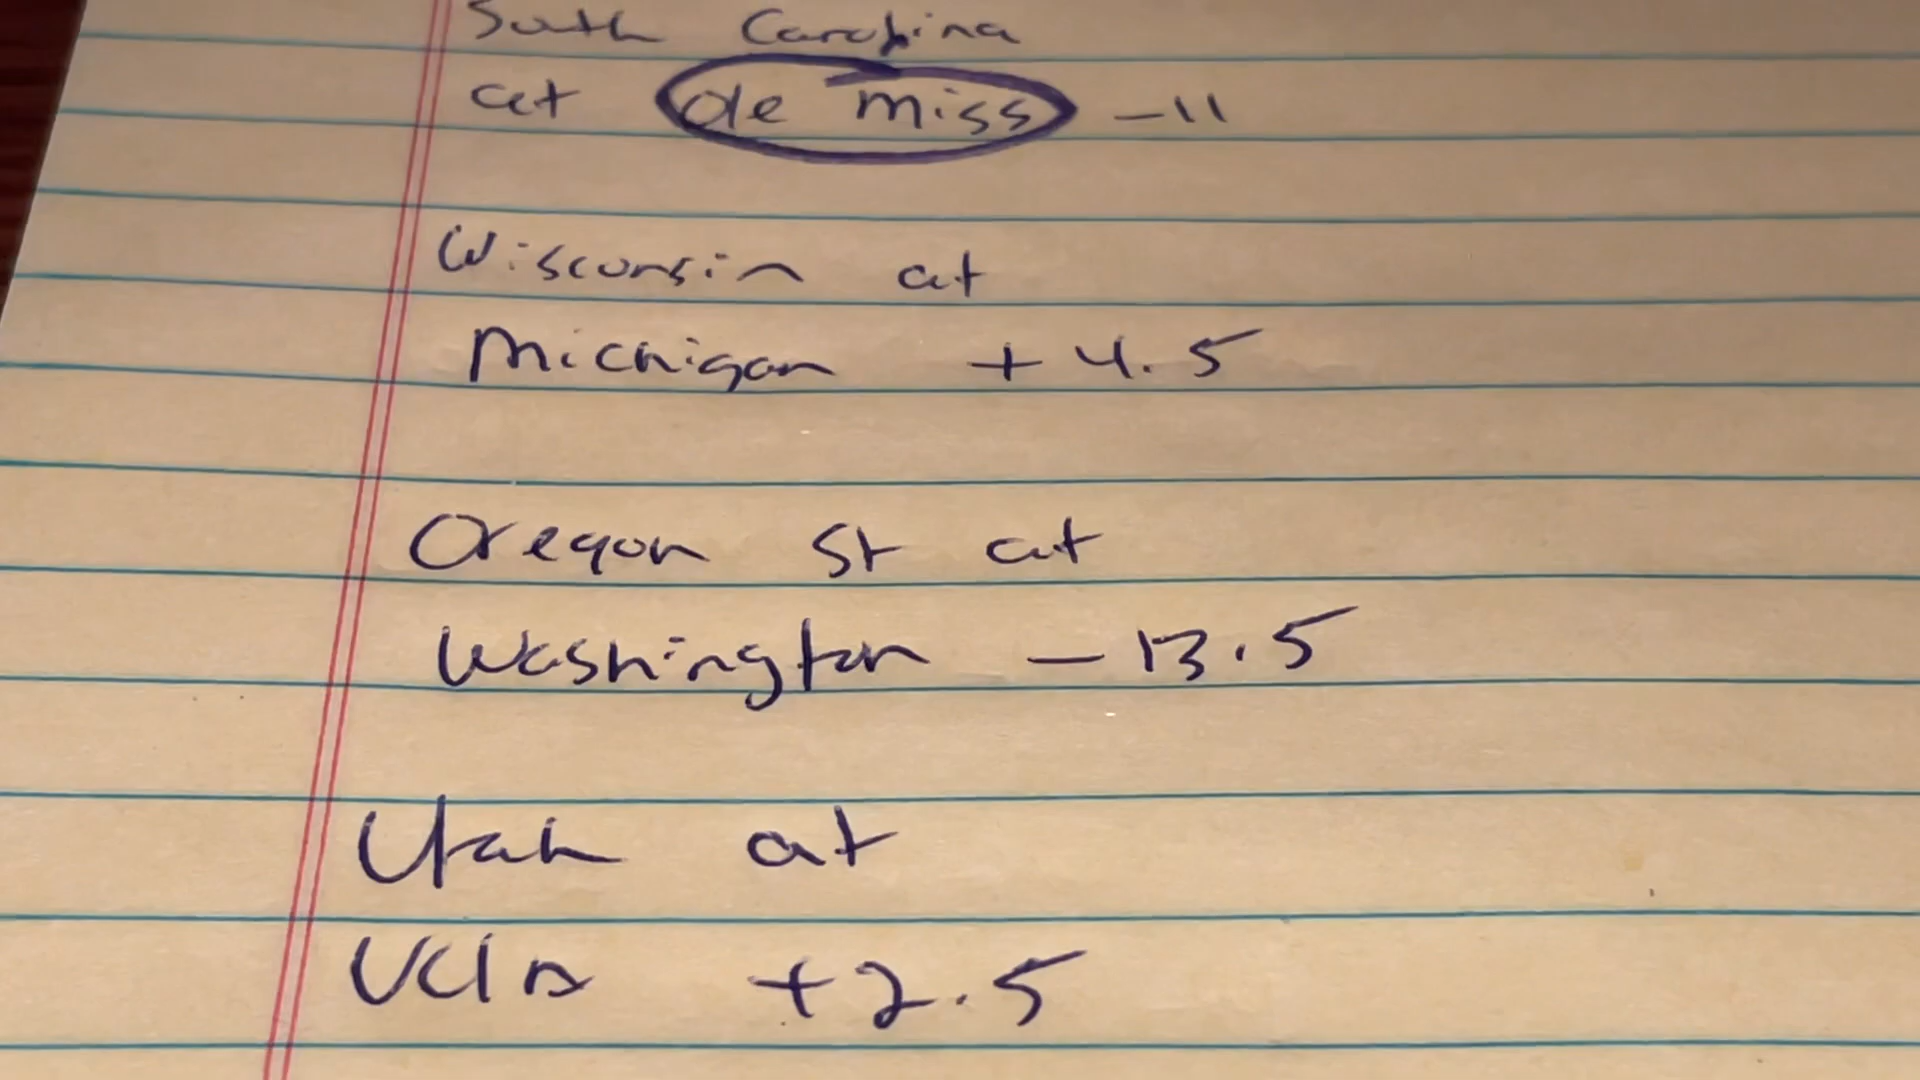 South Carolina
at ole miss -11
Wisconsin at
Michigan +4.5
Oregon St at
Washington -13.5
Utah at
UCla +2.5